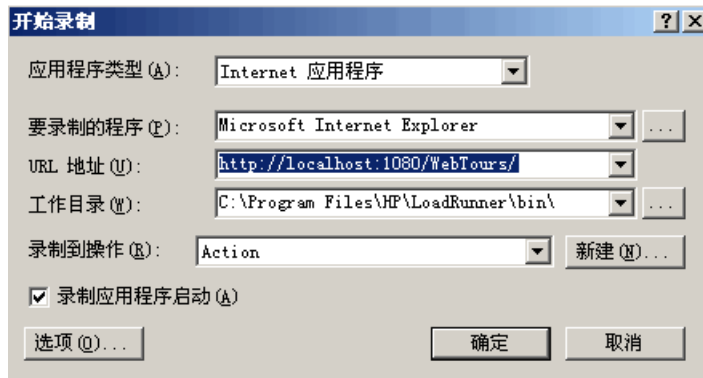 开始录制
应用程序类型(A): Internet 应用程序
要录制的程序(P): Microsoft Internet Explorer ...
URL 地址(U): http://localhost:1080/WebTours/
工作目录(W): C:\Program Files\HP\LoadRunner\bin\ ...
录制到操作(R): Action 新建(N)...
录制应用程序启动(A)
选项(O)... 确定 取消